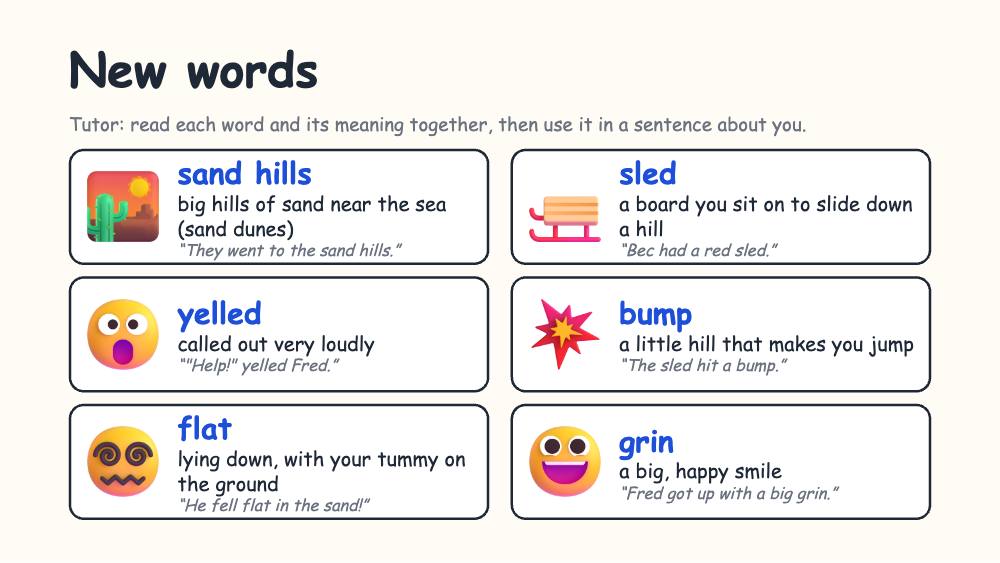 New words
Tutor: read each word and its meaning together, then use it in a sentence about you.
sand hills
big hills of sand near the sea
(sand dunes)
“They went to the sand hills.”
sled
a board you sit on to slide down
a hill
“Bec had a red sled.”
yelled
called out very loudly
“"Help!" yelled Fred.”
bump
a little hill that makes you jump
“The sled hit a bump.”
flat
lying down, with your tummy on
the ground
“He fell flat in the sand!”
grin
a big, happy smile
“Fred got up with a big grin.”